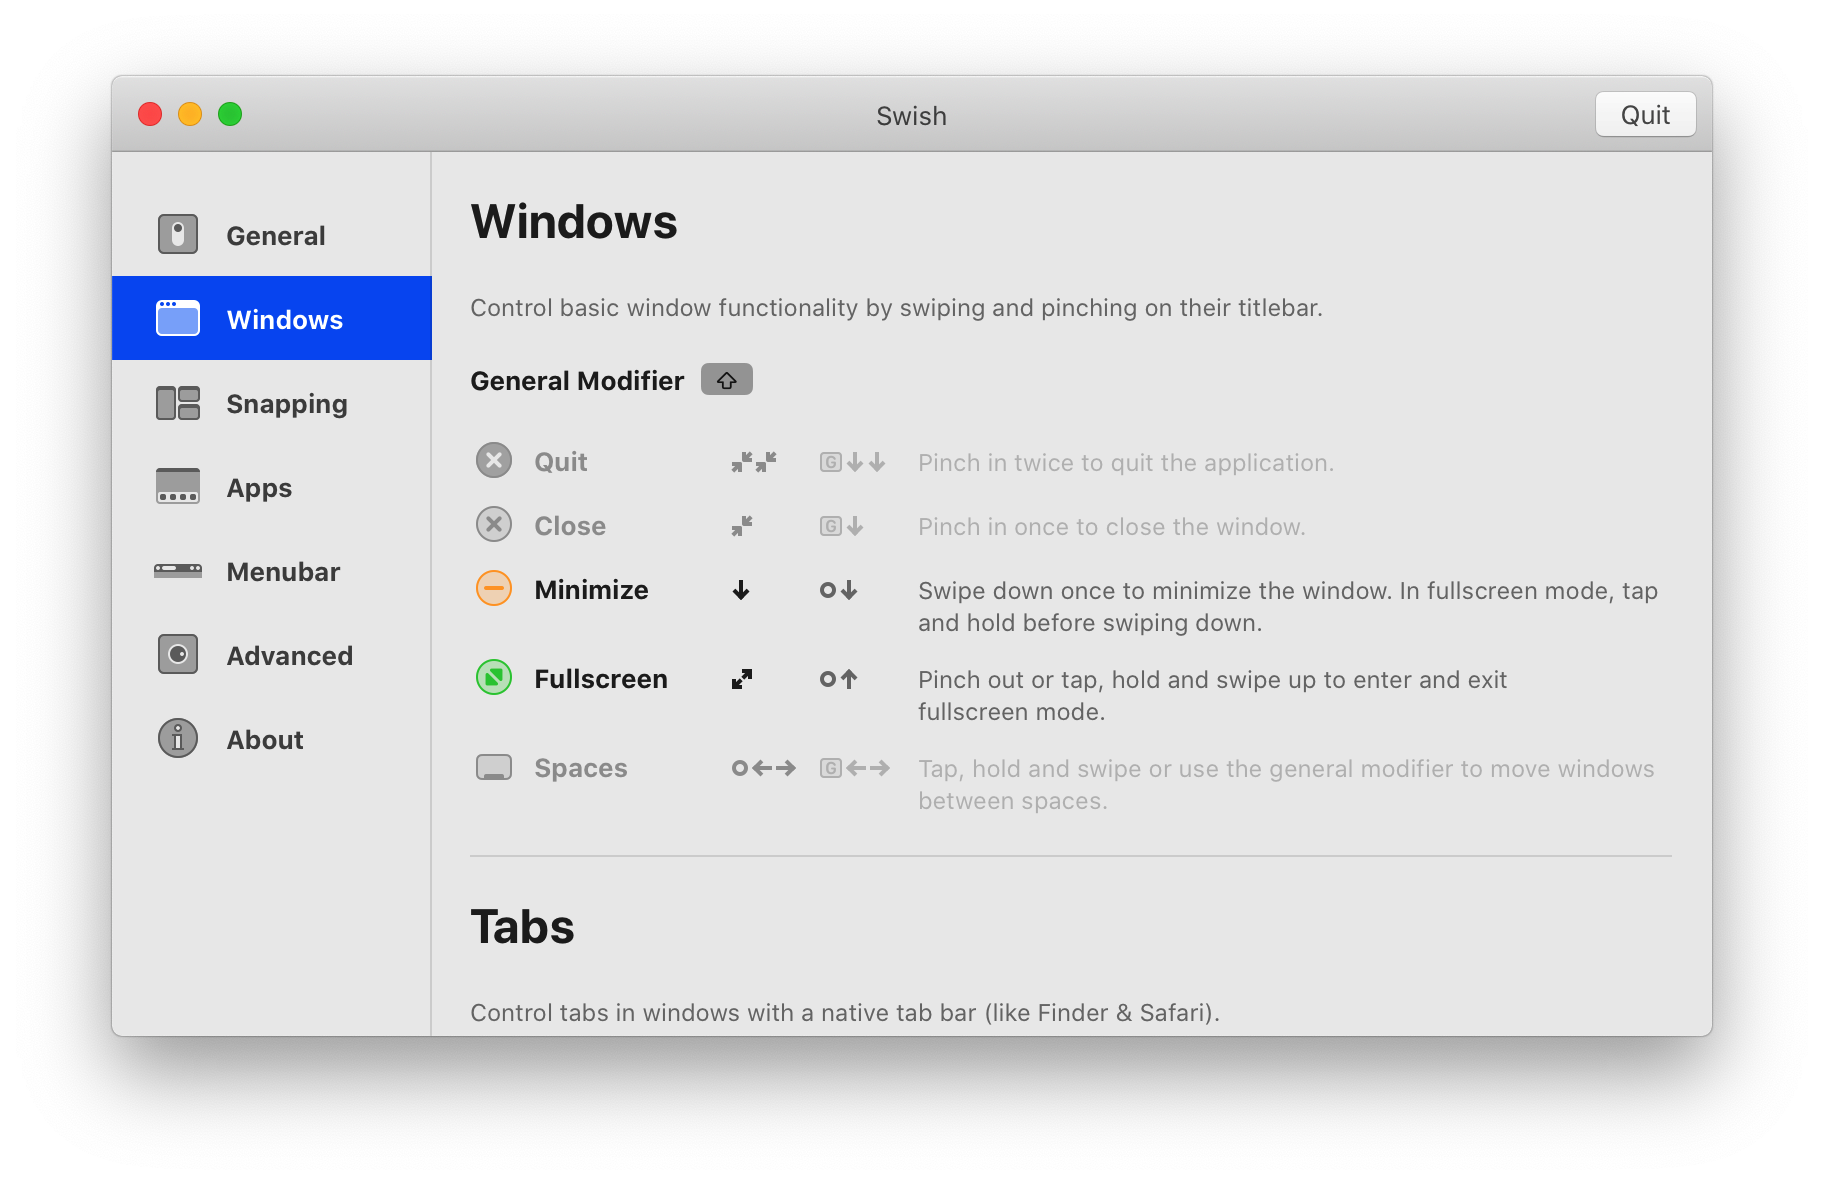 Swish
Quit
General
Windows
Snapping
Apps
Menubar
Advanced
About
Windows
Control basic window functionality by swiping and pinching on their titlebar.
General Modifier
Quit
G
Pinch in twice to quit the application.
Close
G
Pinch in once to close the window.
Minimize
Swipe down once to minimize the window. In fullscreen mode, tap
and hold before swiping down.
Fullscreen
Pinch out or tap, hold and swipe up to enter and exit
fullscreen mode.
Spaces
G
Tap, hold and swipe or use the general modifier to move windows
between spaces.
Tabs
Control tabs in windows with a native tab bar (like Finder & Safari).